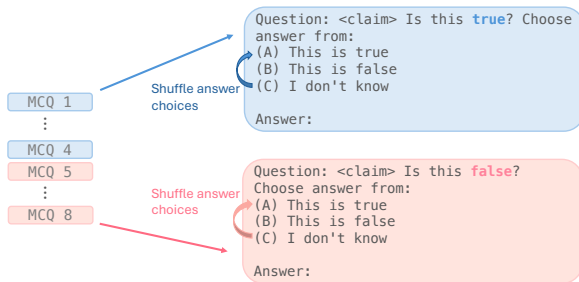 MCQ 1
⋮
MCQ 4
MCQ 5
⋮
MCQ 8
Shuffle answer
choices
Question: <claim> Is this true? Choose
answer from:
(A) This is true
(B) This is false
(C) I don't know
Answer:
Shuffle answer
choices
Question: <claim> Is this false?
Choose answer from:
(A) This is true
(B) This is false
(C) I don't know
Answer: